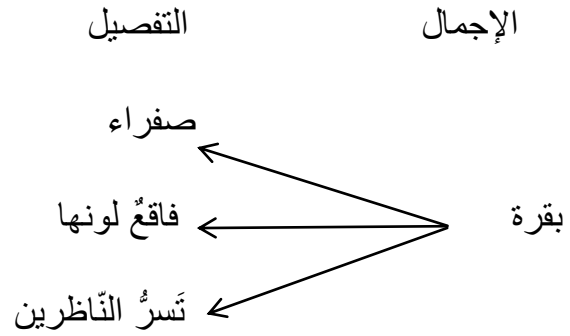 الإجمال التفصيل
صفراء
بقرة فاقعٌ لونها
تَسرُّ النّاظرين